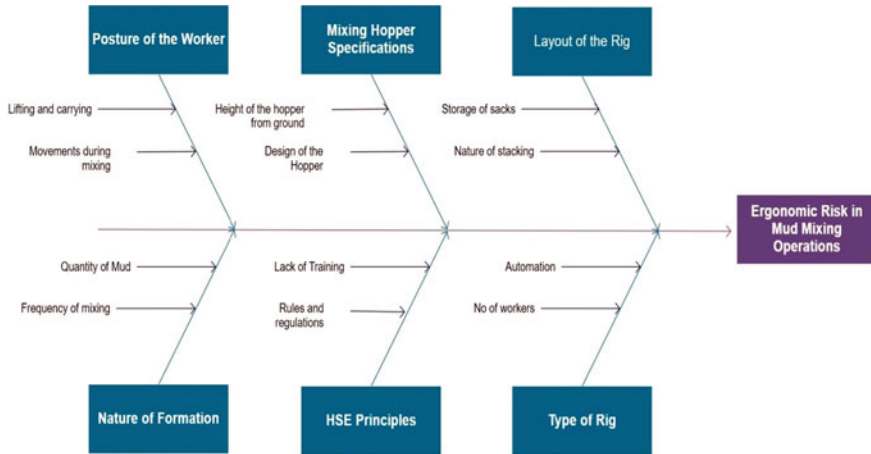 Posture of the Worker
Mixing Hopper
Specifications
Layout of the Rig
Lifting and carrying
Movements during
mixing
Height of the hopper
from ground
Design of the
Hopper
Storage of sacks
Nature of stacking
Ergonomic Risk in
Mud Mixing
Operations
Quantity of Mud
Frequency of mixing
Lack of Training
Rules and
regulations
Automation
No of workers
Nature of Formation
HSE Principles
Type of Rig